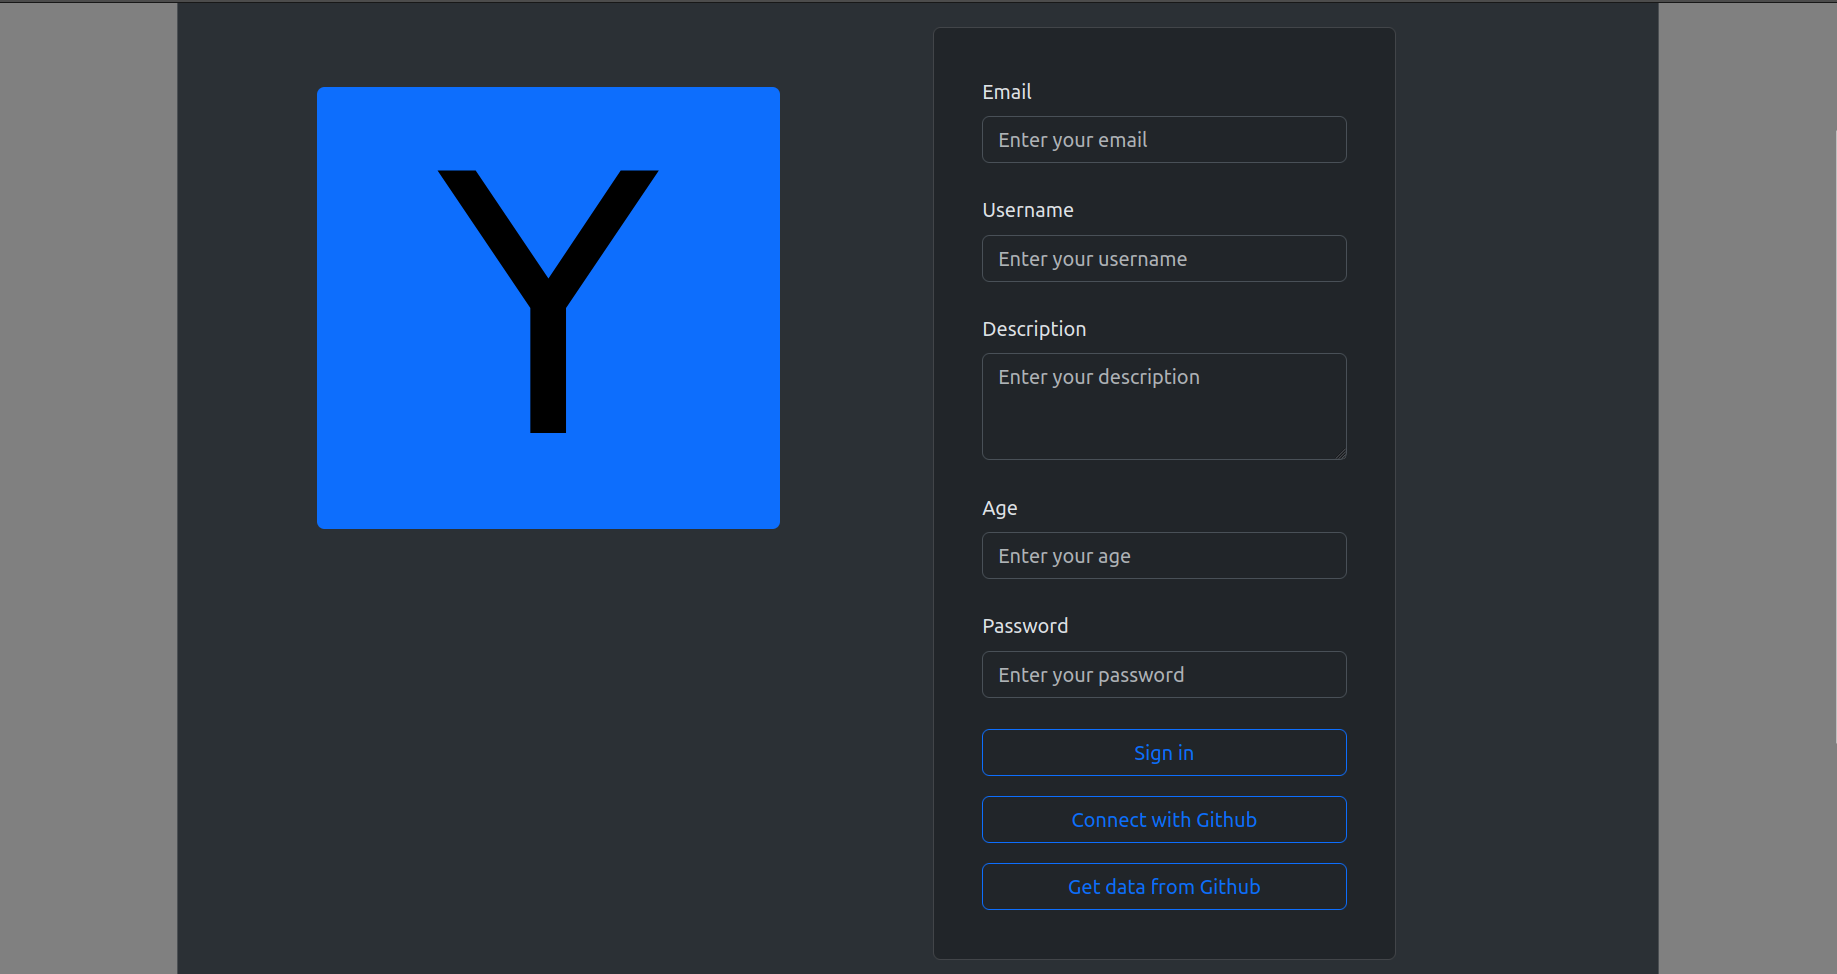 Y
Email
Enter your email
Username
Enter your username
Description
Enter your description
Age
Enter your age
Password
Enter your password
Sign in
Connect with Github
Get data from Github